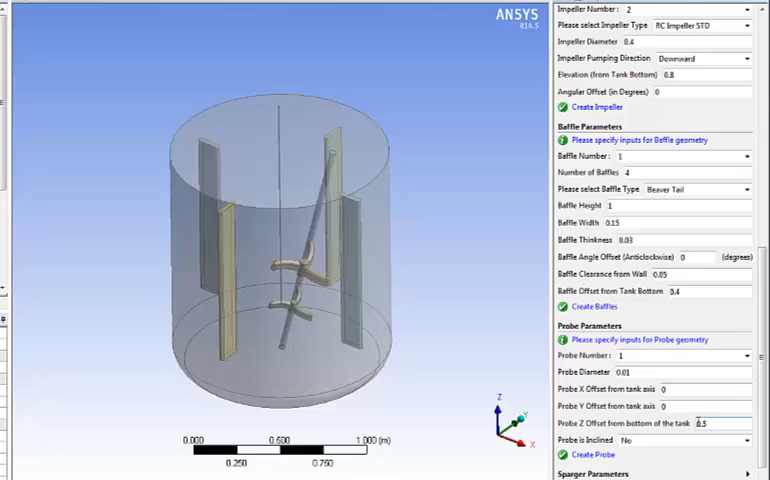 ANSYS
R14.5
0.000
0.500
1.000 (m)
0.250
0.750
Z
Y
X
Impeller Number : 2
Please select Impeller Type RC Impeller STD
Impeller Diameter 0.4
Impeller Pumping Direction Downward
Elevation (from Tank Bottom) 0.8
Angular Offset (in Degrees) 0
Create Impeller
Baffle Parameters
Please specify inputs for Baffle geometry
Baffle Number : 1
Number of Baffles 4
Please select Baffle Type Beaver Tail
Baffle Height 1
Baffle Width 0.15
Baffle Thinkness 0.03
Baffle Angle Offset (Anticlockwise) 0 (degrees)
Baffle Clearance from Wall 0.05
Baffle Offset from Tank Bottom 0.4
Create Baffles
Probe Parameters
Please specify inputs for Probe geometry
Probe Number : 1
Probe Diameter 0.01
Probe X Offset from tank axis 0
Probe Y Offset from tank axis 0
Probe Z Offset from bottom of the tank 0.5
Probe is Inclined No
Create Probe
Sparger Parameters